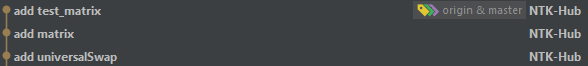 add test_matrix origin & master NTK-Hub
add matrix NTK-Hub
add universalSwap NTK-Hub